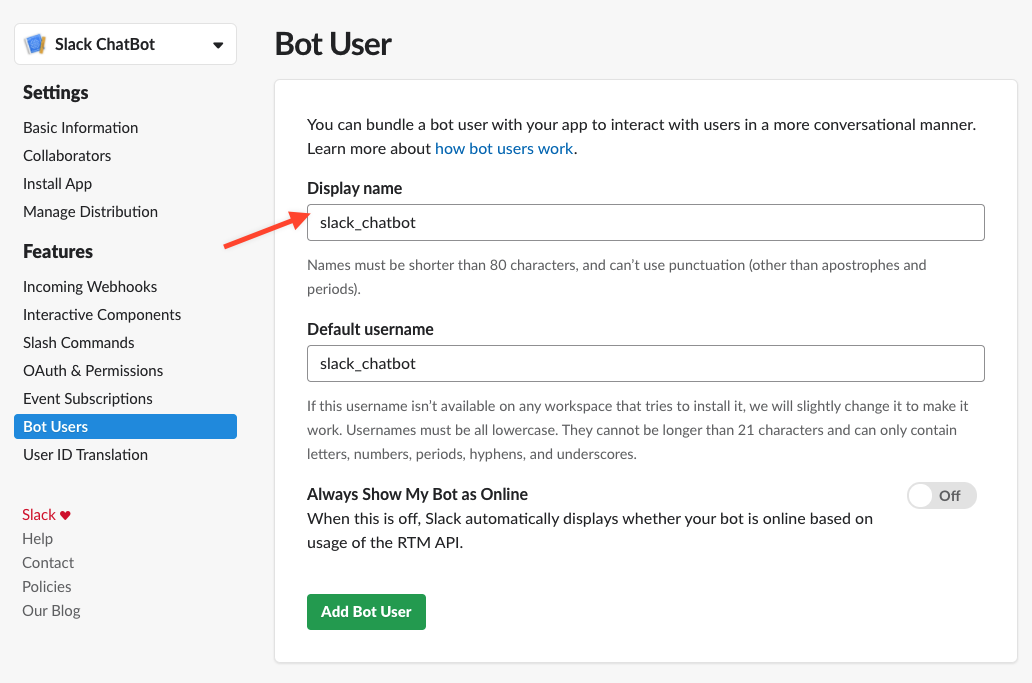 Slack ChatBot
Settings
Basic Information
Collaborators
Install App
Manage Distribution
Features
Incoming Webhooks
Interactive Components
Slash Commands
OAuth & Permissions
Event Subscriptions
Bot Users
User ID Translation
Slack ♥
Help
Contact
Policies
Our Blog
Bot User
You can bundle a bot user with your app to interact with users in a more conversational manner.
Learn more about how bot users work.
Display name
slack_chatbot
Names must be shorter than 80 characters, and can’t use punctuation (other than apostrophes and
periods).
Default username
slack_chatbot
If this username isn’t available on any workspace that tries to install it, we will slightly change it to make it
work. Usernames must be all lowercase. They cannot be longer than 21 characters and can only contain
letters, numbers, periods, hyphens, and underscores.
Always Show My Bot as Online
Off
When this is off, Slack automatically displays whether your bot is online based on
usage of the RTM API.
Add Bot User